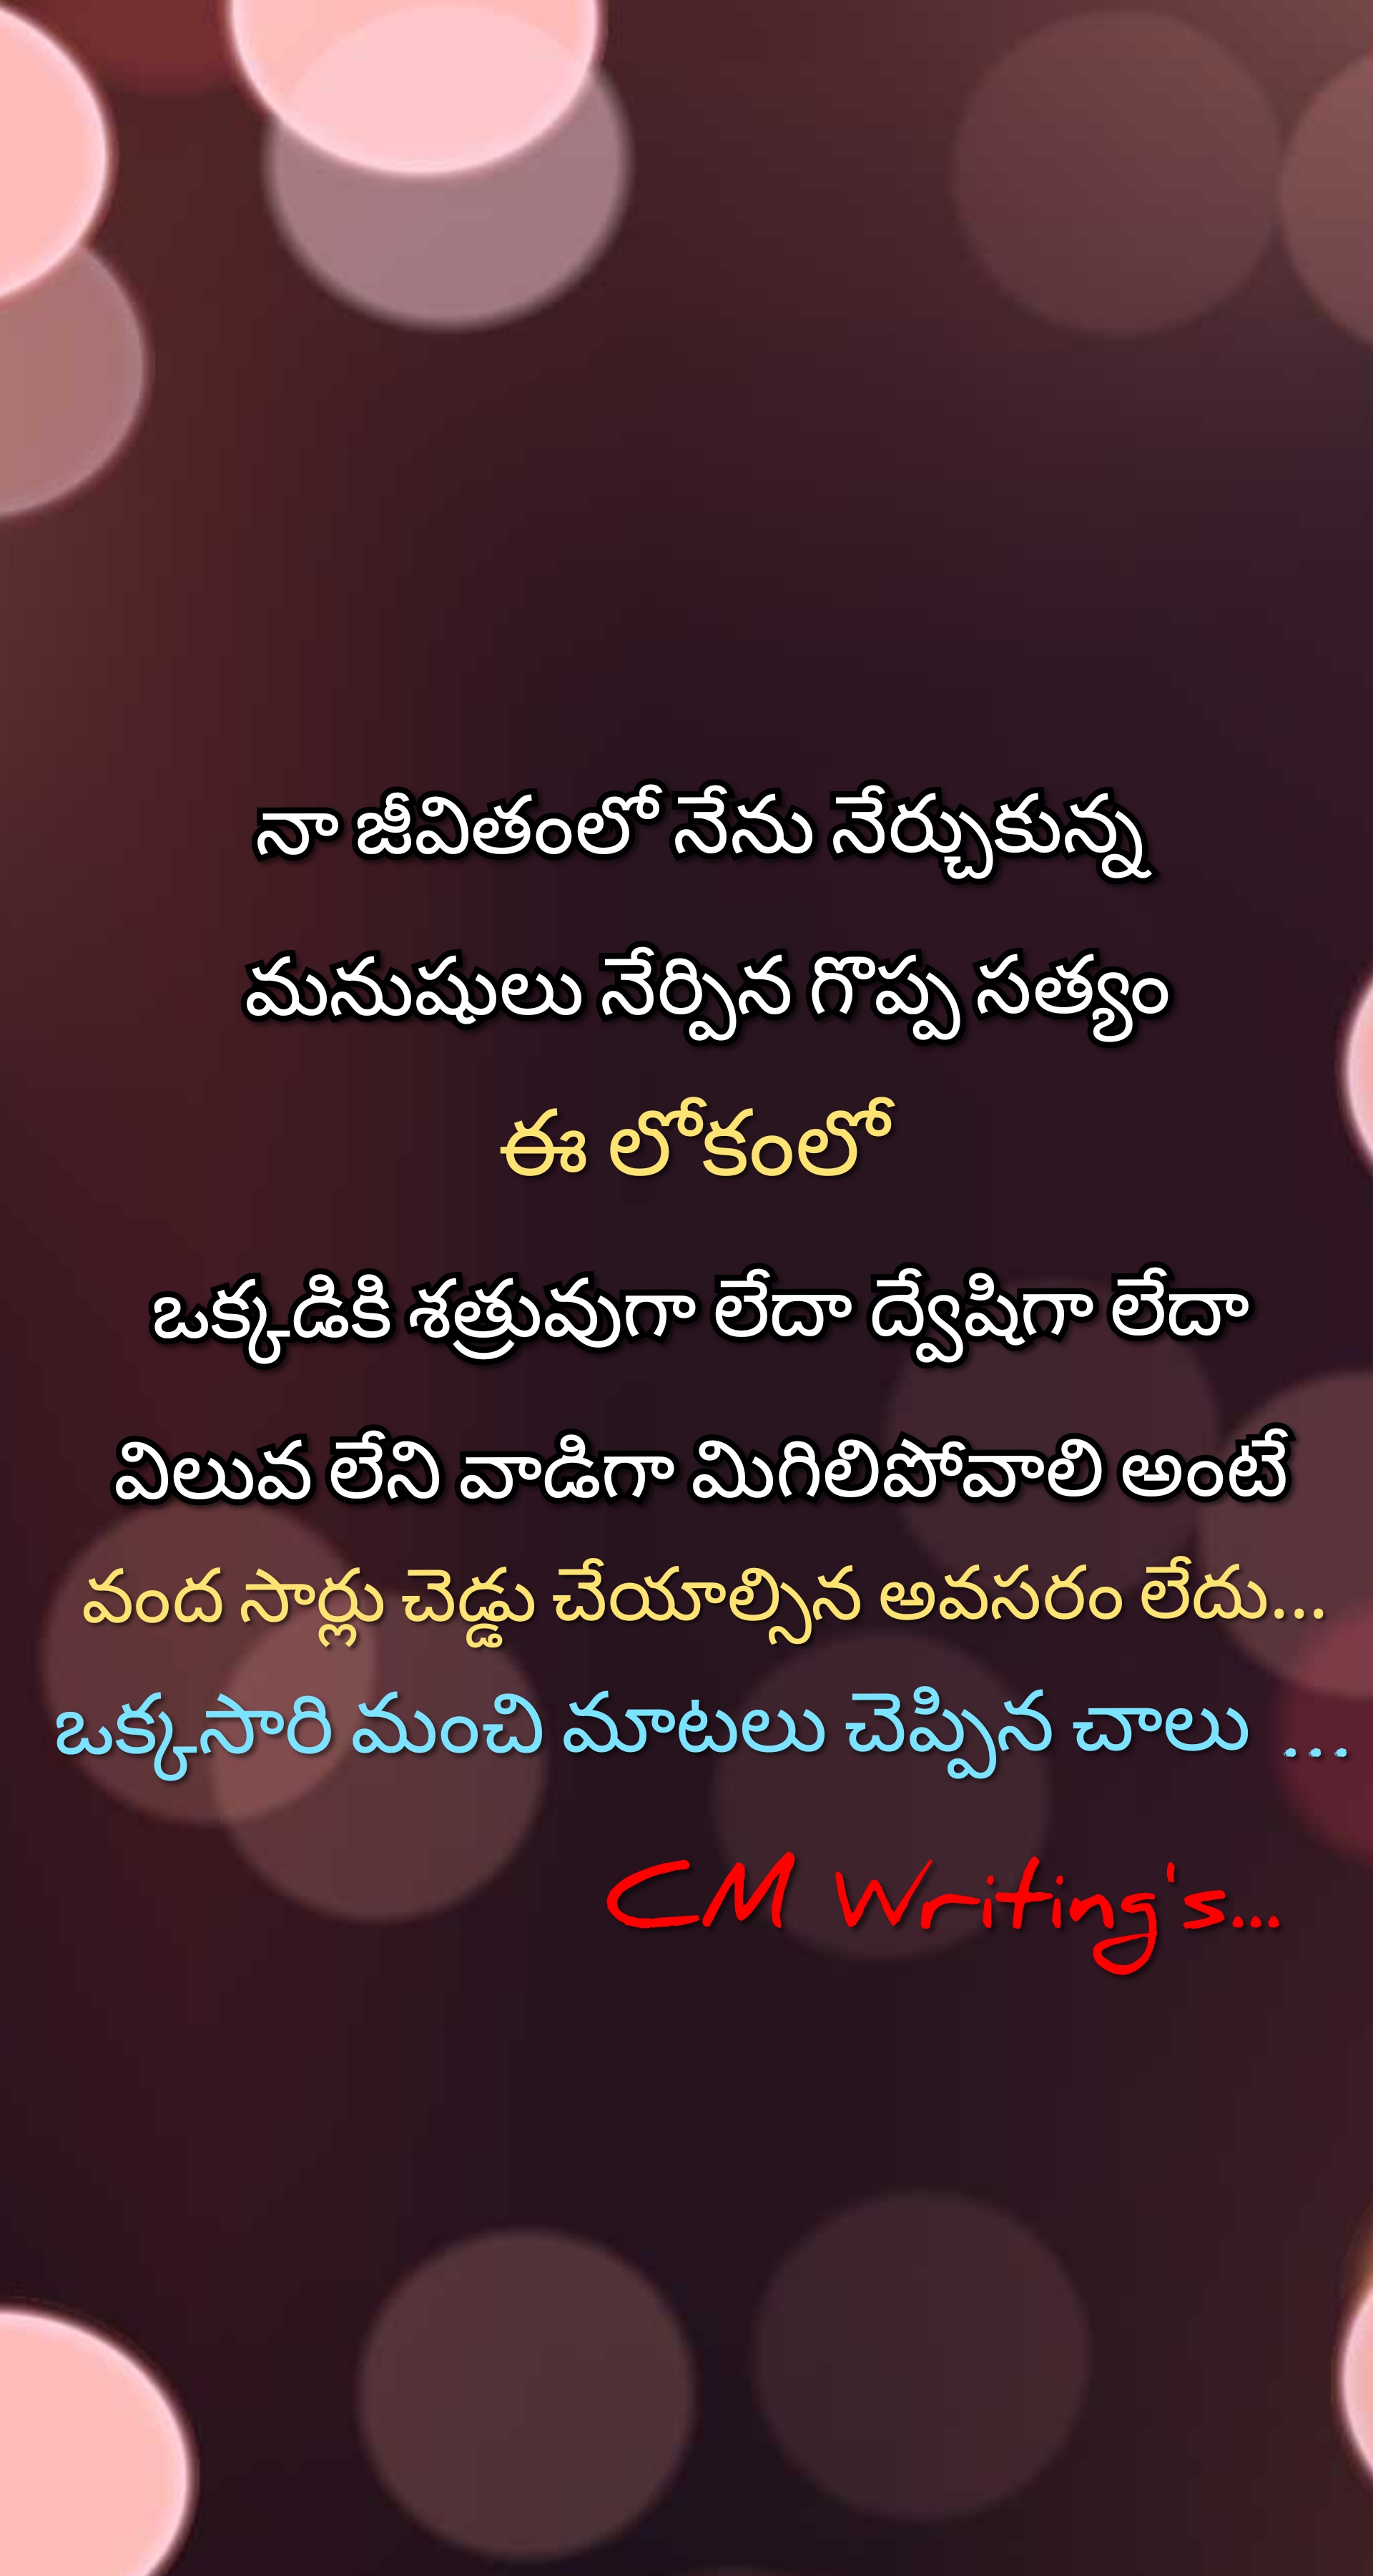 నా జీవితంలో నేను నేర్చుకున్న
మనుషులు నేర్పిన గొప్ప సత్యం
ఈ లోకంలో
ఒక్కడికి శత్రువుగా లేదా ద్వేషిగా లేదా
విలువ లేని వాడిగా మిగిలిపోవాలి అంటే
వంద సార్లు చెడ్డు చేయాల్సిన అవసరం లేదు...
ఒక్కసారి మంచి మాటలు చెప్పిన చాలు ...
CM Writing's...